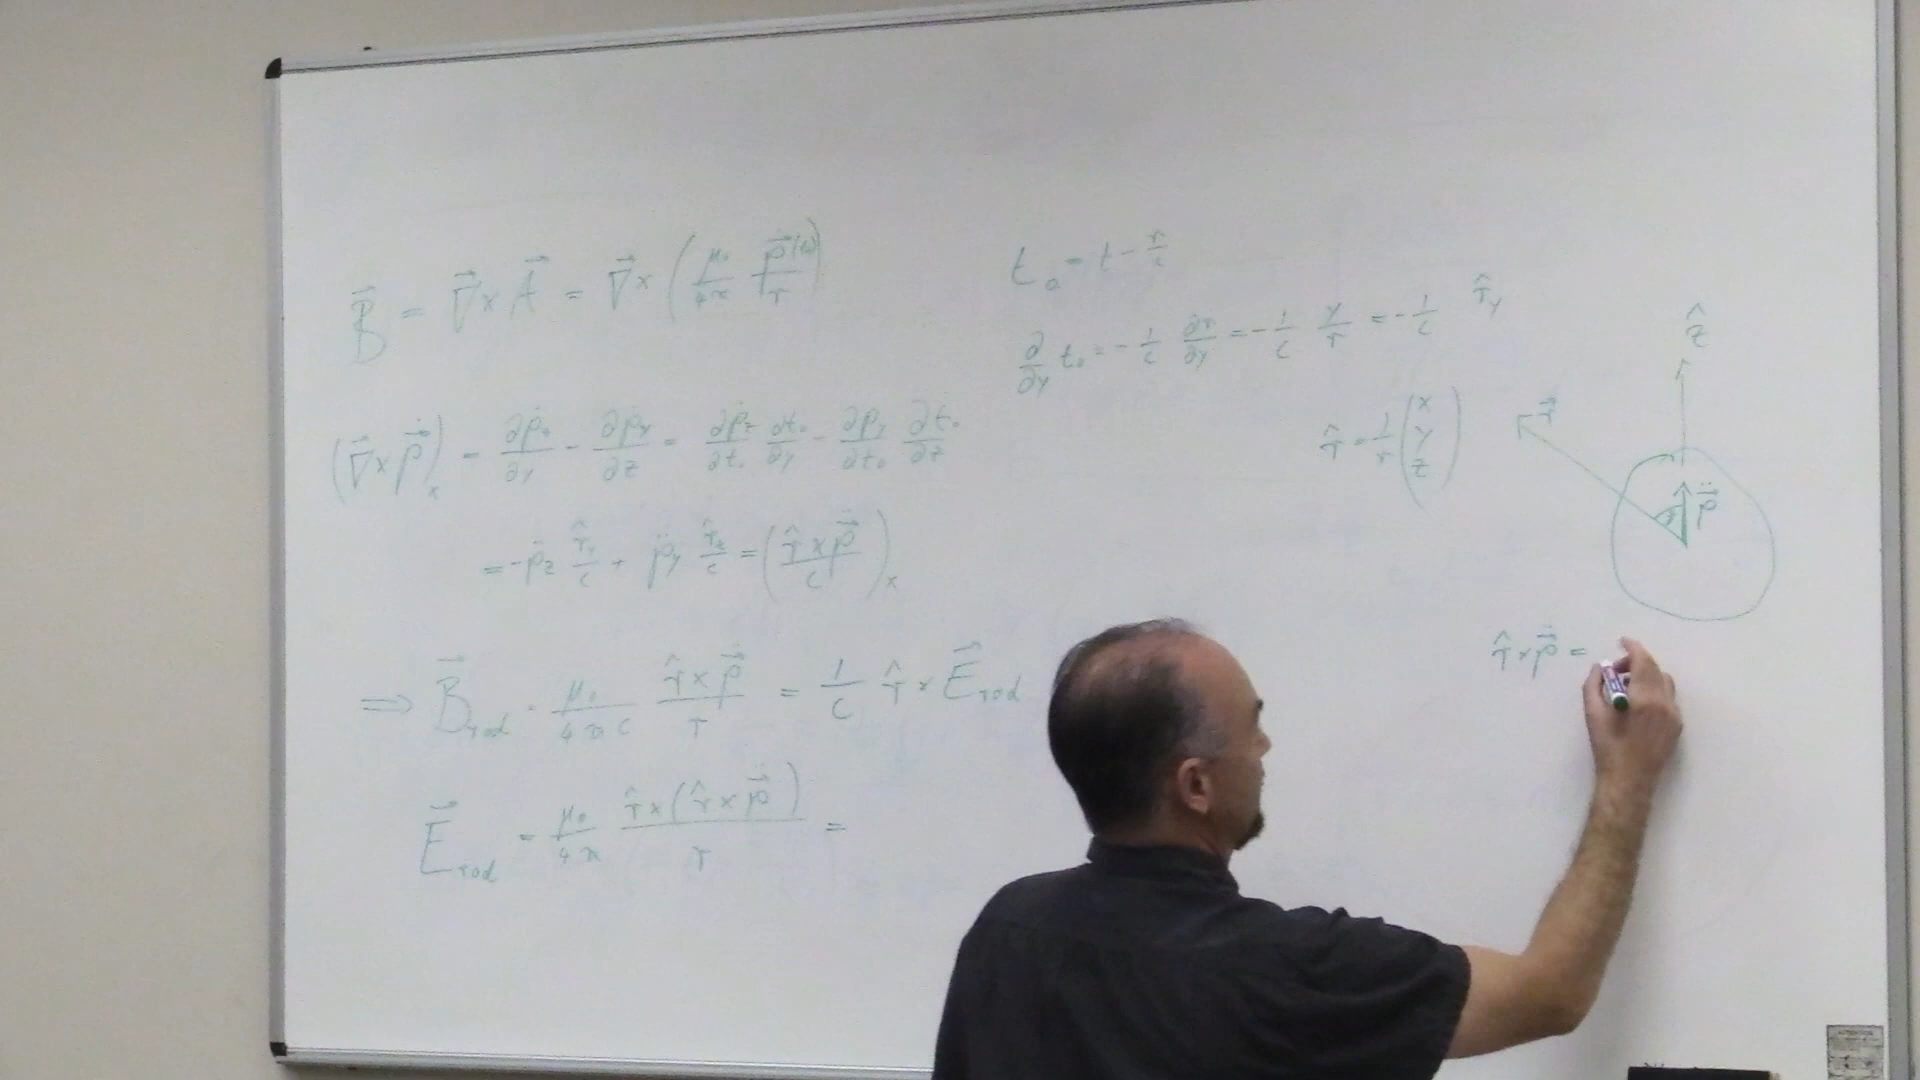 B⃗ = ∇⃗ × A⃗ = ∇⃗ × ( μ₀/4π p⃗̇(t₀)/r )
(∇⃗ × p⃗̇)ₓ = ∂ṗ_z/∂y - ∂ṗ_y/∂z = ∂ṗ_z/∂t₀ ∂t₀/∂y - ∂ṗ_y/∂t₀ ∂t₀/∂z
= -p̈_z r̂_y/c + p̈_y r̂_z/c = ( r̂ × p⃗̈ / c )ₓ
⇒ B⃗_rad = μ₀/4πc r̂ × p⃗̈ / r = 1/c r̂ × E⃗_rad
E⃗_rad = μ₀/4π r̂ × (r̂ × p⃗̈) / r =
t₀ = t - r/c
∂/∂y t₀ = - 1/c ∂r/∂y = - 1/c y/r = - 1/c r̂_y
r̂ = 1/r ( x y z )
ẑ
r⃗
p⃗̈
r̂ × p⃗̈ =